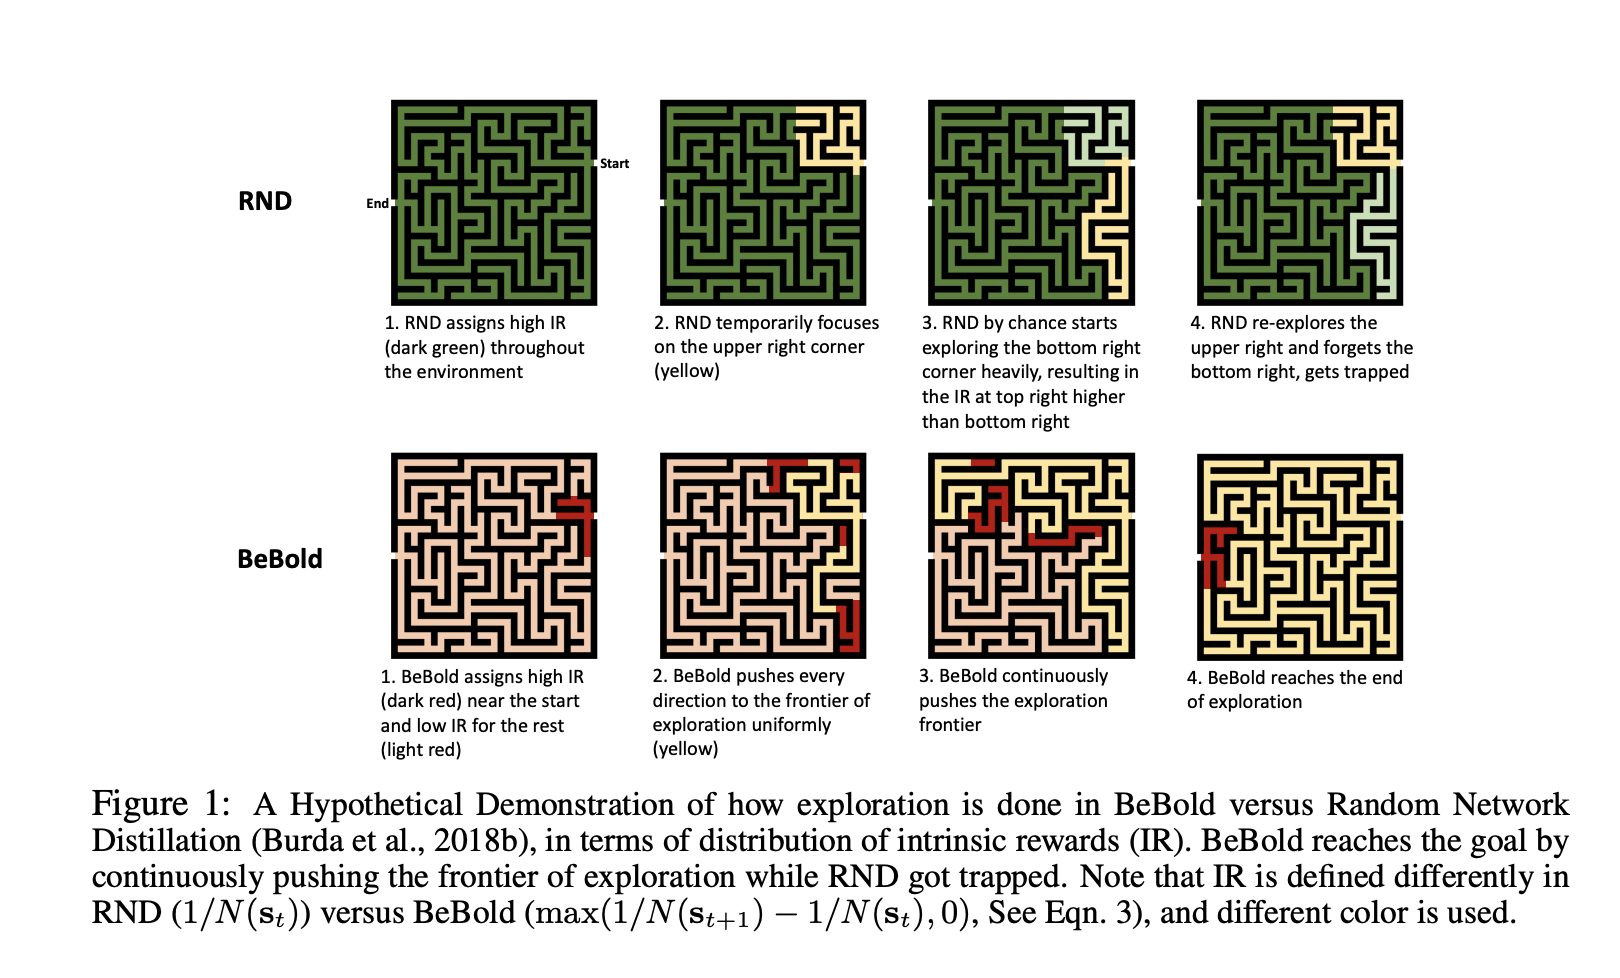 Start
RND
End
1. RND assigns high IR
(dark green) throughout
the environment
2. RND temporarily focuses
on the upper right corner
(yellow)
3. RND by chance starts
exploring the bottom right
corner heavily, resulting in
the IR at top right higher
than bottom right
4. RND re-explores the
upper right and forgets the
bottom right, gets trapped
BeBold
1. BeBold assigns high IR
(dark red) near the start
and low IR for the rest
(light red)
2. BeBold pushes every
direction to the frontier of
exploration uniformly
(yellow)
3. BeBold continuously
pushes the exploration
frontier
4. BeBold reaches the end
of exploration
Figure 1: A Hypothetical Demonstration of how exploration is done in BeBold versus Random Network
Distillation (Burda et al., 2018b), in terms of distribution of intrinsic rewards (IR). BeBold reaches the goal by
continuously pushing the frontier of exploration while RND got trapped. Note that IR is defined differently in
RND (1/N(s_t)) versus BeBold (max(1/N(s_{t+1}) − 1/N(s_t), 0), See Eqn. 3), and different color is used.